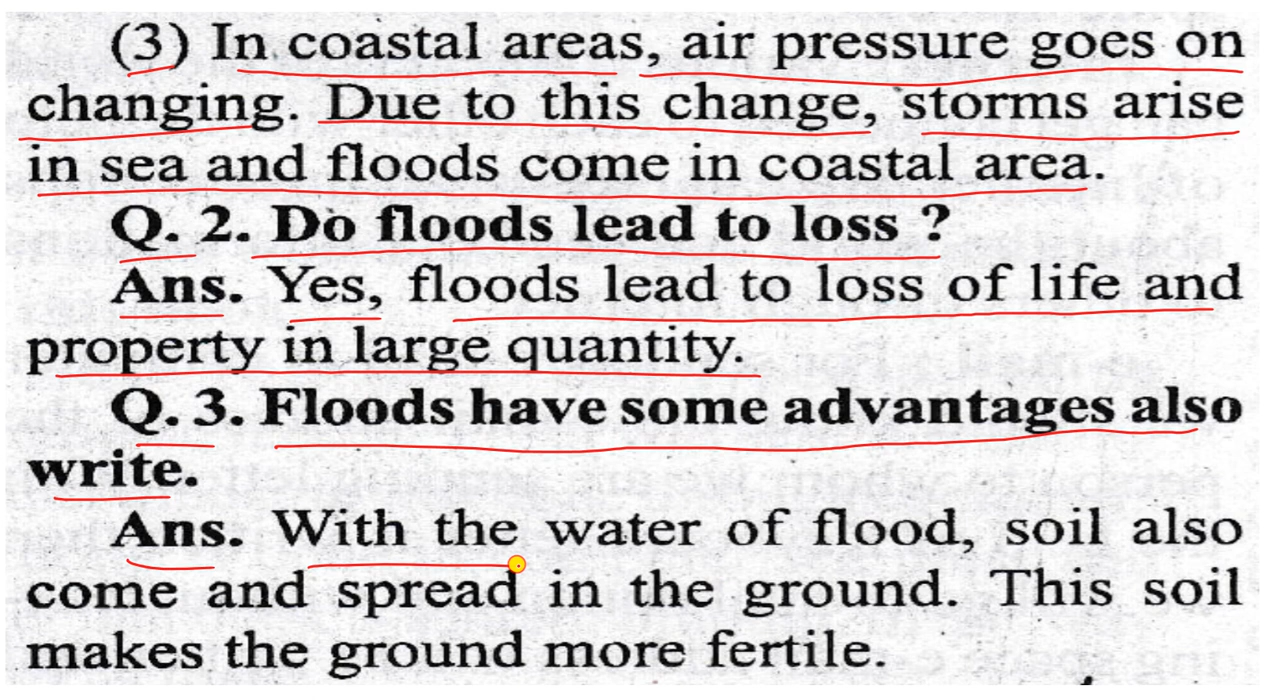 (3) In coastal areas, air pressure goes on
changing. Due to this change, storms arise
in sea and floods come in coastal area.
Q. 2. Do floods lead to loss ?
Ans. Yes, floods lead to loss of life and
property in large quantity.
Q. 3. Floods have some advantages also
write.
Ans. With the water of flood, soil also
come and spread in the ground. This soil
makes the ground more fertile.